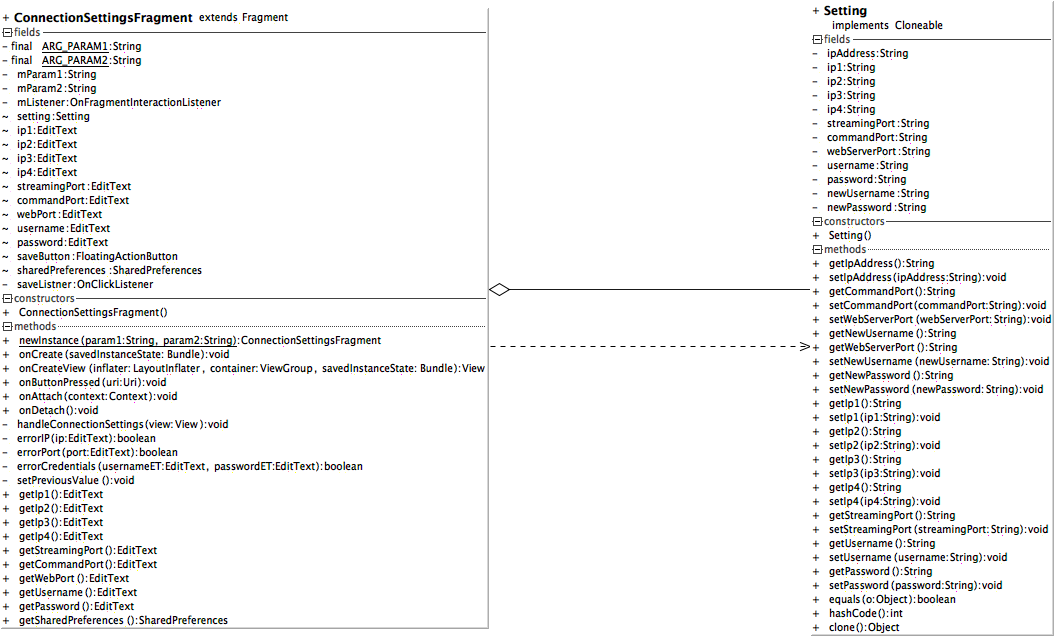 + ConnectionSettingsFragment extends Fragment
fields
- final ARG_PARAM1:String
- final ARG_PARAM2:String
- mParam1:String
- mParam2:String
- mListener:OnFragmentInteractionListener
~ setting:Setting
~ ip1:EditText
~ ip2:EditText
~ ip3:EditText
~ ip4:EditText
~ streamingPort:EditText
~ commandPort:EditText
~ webPort:EditText
~ username:EditText
~ password:EditText
~ saveButton:FloatingActionButton
~ sharedPreferences:SharedPreferences
- saveListner:OnClickListener
constructors
+ ConnectionSettingsFragment()
methods
+ newInstance(param1:String, param2:String):ConnectionSettingsFragment
+ onCreate(savedInstanceState: Bundle):void
+ onCreateView(inflater: LayoutInflater, container: ViewGroup, savedInstanceState: Bundle):View
+ onButtonPressed(uri:Uri):void
+ onAttach(context:Context):void
+ onDetach():void
- handleConnectionSettings(view: View):void
- errorIP(ip:EditText):boolean
- errorPort(port:EditText):boolean
- errorCredentials(usernameET:EditText, passwordET:EditText):boolean
- setPreviousValue():void
+ getIp1():EditText
+ getIp2():EditText
+ getIp3():EditText
+ getIp4():EditText
+ getStreamingPort():EditText
+ getCommandPort():EditText
+ getWebPort():EditText
+ getUsername():EditText
+ getPassword():EditText
+ getSharedPreferences():SharedPreferences
+ Setting
implements Cloneable
fields
- ipAddress:String
- ip1:String
- ip2:String
- ip3:String
- ip4:String
- streamingPort:String
- commandPort:String
- webServerPort:String
- username:String
- password:String
- newUsername:String
- newPassword:String
constructors
+ Setting()
methods
+ getIpAddress():String
+ setIpAddress(ipAddress:String):void
+ getCommandPort():String
+ setCommandPort(commandPort:String):void
+ setWebServerPort(webServerPort:String):void
+ getNewUsername():String
+ getWebServerPort():String
+ setNewUsername(newUsername: String):void
+ getNewPassword():String
+ setNewPassword(newPassword: String):void
+ getIp1():String
+ setIp1(ip1:String):void
+ getIp2():String
+ setIp2(ip2:String):void
+ getIp3():String
+ setIp3(ip3:String):void
+ getIp4():String
+ setIp4(ip4:String):void
+ getStreamingPort():String
+ setStreamingPort(streamingPort:String):void
+ getUsername():String
+ setUsername(username:String):void
+ getPassword():String
+ setPassword(password:String):void
+ equals(o:Object):boolean
+ hashCode():int
+ clone():Object